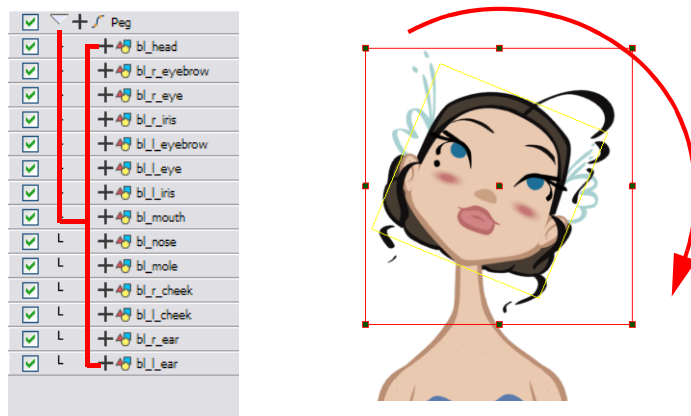 Peg
bl_head
bl_r_eyebrow
bl_r_eye
bl_r_iris
bl_l_eyebrow
bl_l_eye
bl_l_iris
bl_mouth
bl_nose
bl_mole
bl_r_cheek
bl_l_cheek
bl_r_ear
bl_l_ear